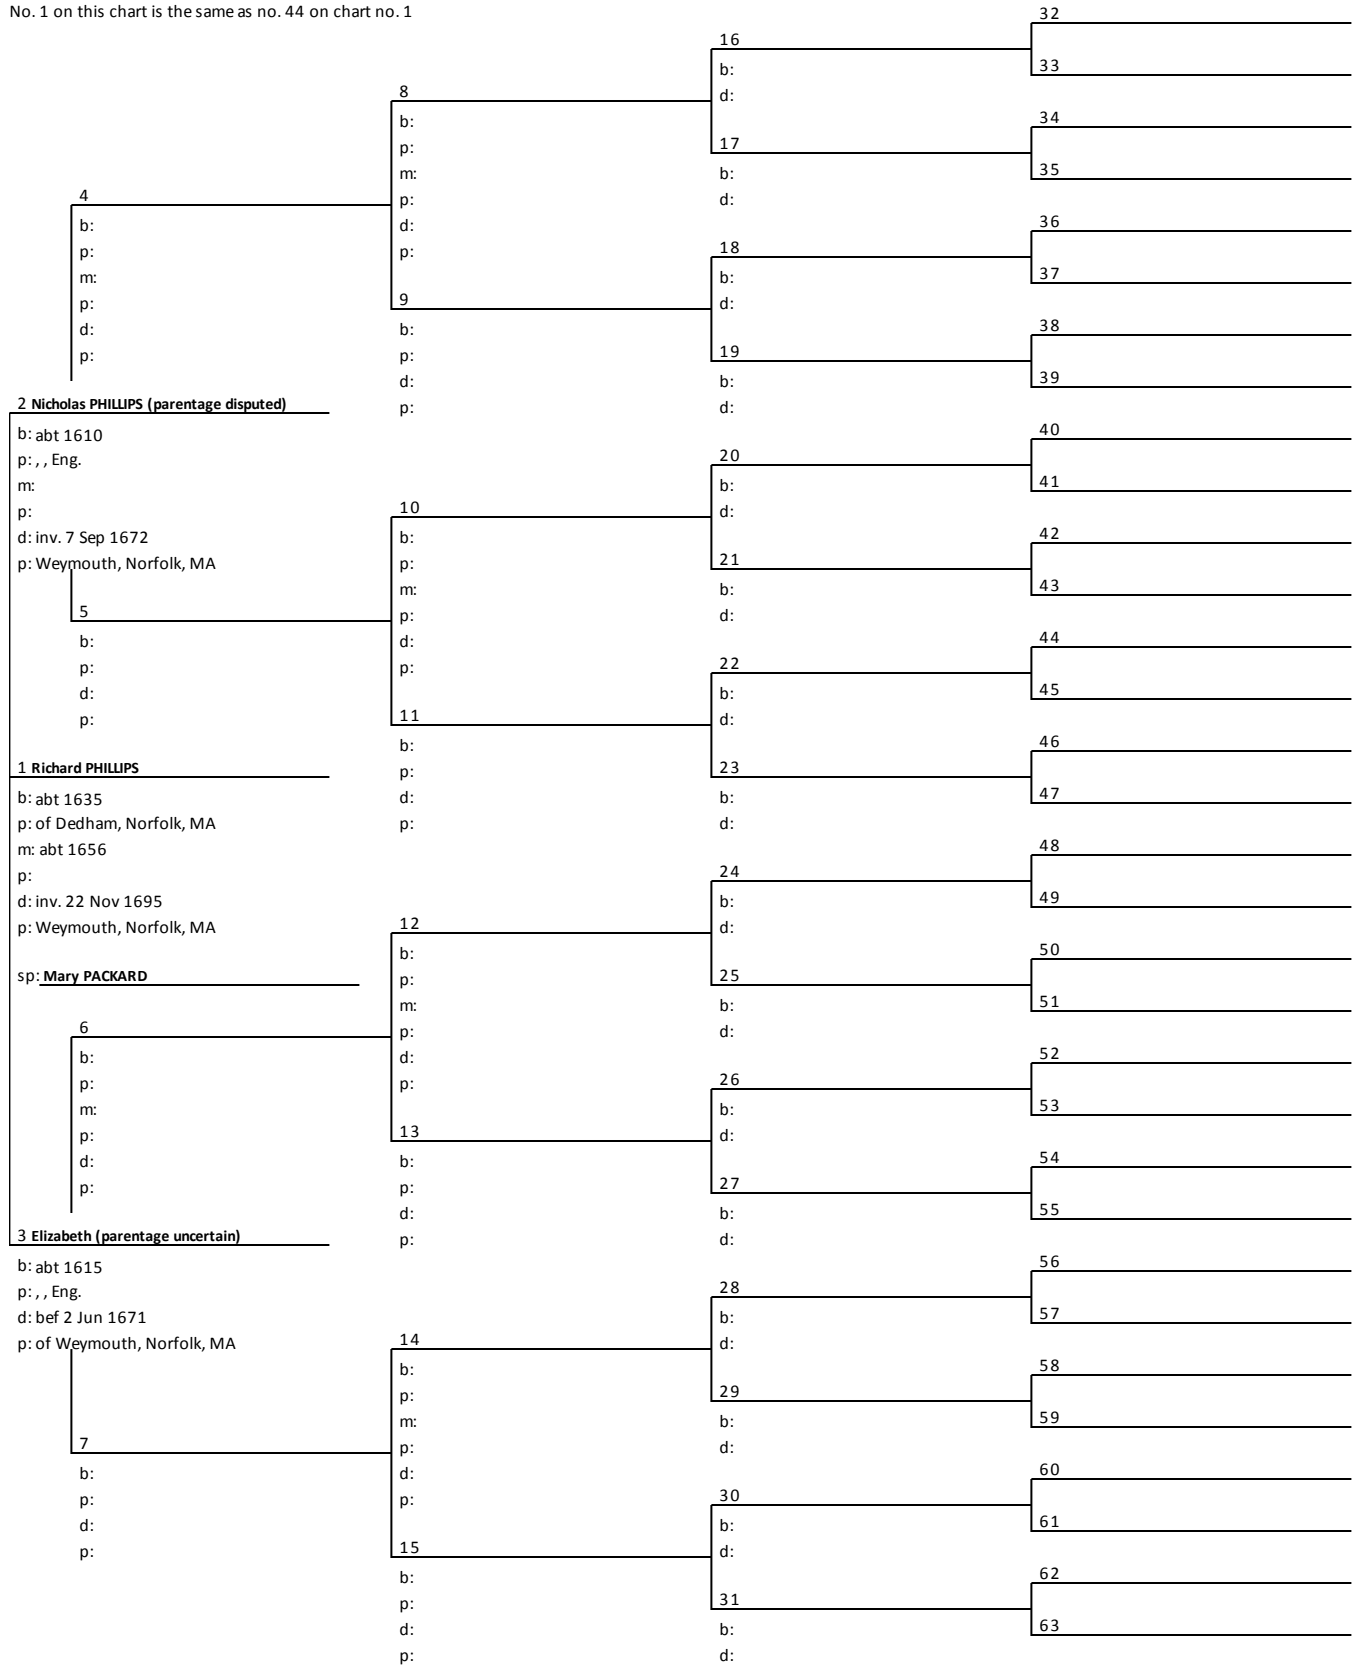 No. 1 on this chart is the same as no. 44 on chart no. 1
4
b:
p:
m:
p:
d:
p:
2 Nicholas PHILLIPS (parentage disputed)
b: abt 1610
p: , , Eng.
m:
p:
d: inv. 7 Sep 1672
p: Weymouth, Norfolk, MA
5
b:
p:
d:
p:
1 Richard PHILLIPS
b: abt 1635
p: of Dedham, Norfolk, MA
m: abt 1656
p:
d: inv. 22 Nov 1695
p: Weymouth, Norfolk, MA
sp: Mary PACKARD
6
b:
p:
m:
p:
d:
p:
3 Elizabeth (parentage uncertain)
b: abt 1615
p: , , Eng.
d: bef 2 Jun 1671
p: of Weymouth, Norfolk, MA
7
b:
p:
d:
p:
8
b:
p:
m:
p:
d:
p:
9
b:
p:
d:
p:
10
b:
p:
m:
p:
d:
p:
11
b:
p:
d:
p:
12
b:
p:
m:
p:
d:
p:
13
b:
p:
d:
p:
14
b:
p:
m:
p:
d:
p:
15
b:
p:
d:
p:
16
b:
d:
17
b:
d:
18
b:
d:
19
b:
d:
20
b:
d:
21
b:
d:
22
b:
d:
23
b:
d:
24
b:
d:
25
b:
d:
26
b:
d:
27
b:
d:
28
b:
d:
29
b:
d:
30
b:
d:
31
b:
d:
32
33
34
35
36
37
38
39
40
41
42
43
44
45
46
47
48
49
50
51
52
53
54
55
56
57
58
59
60
61
62
63